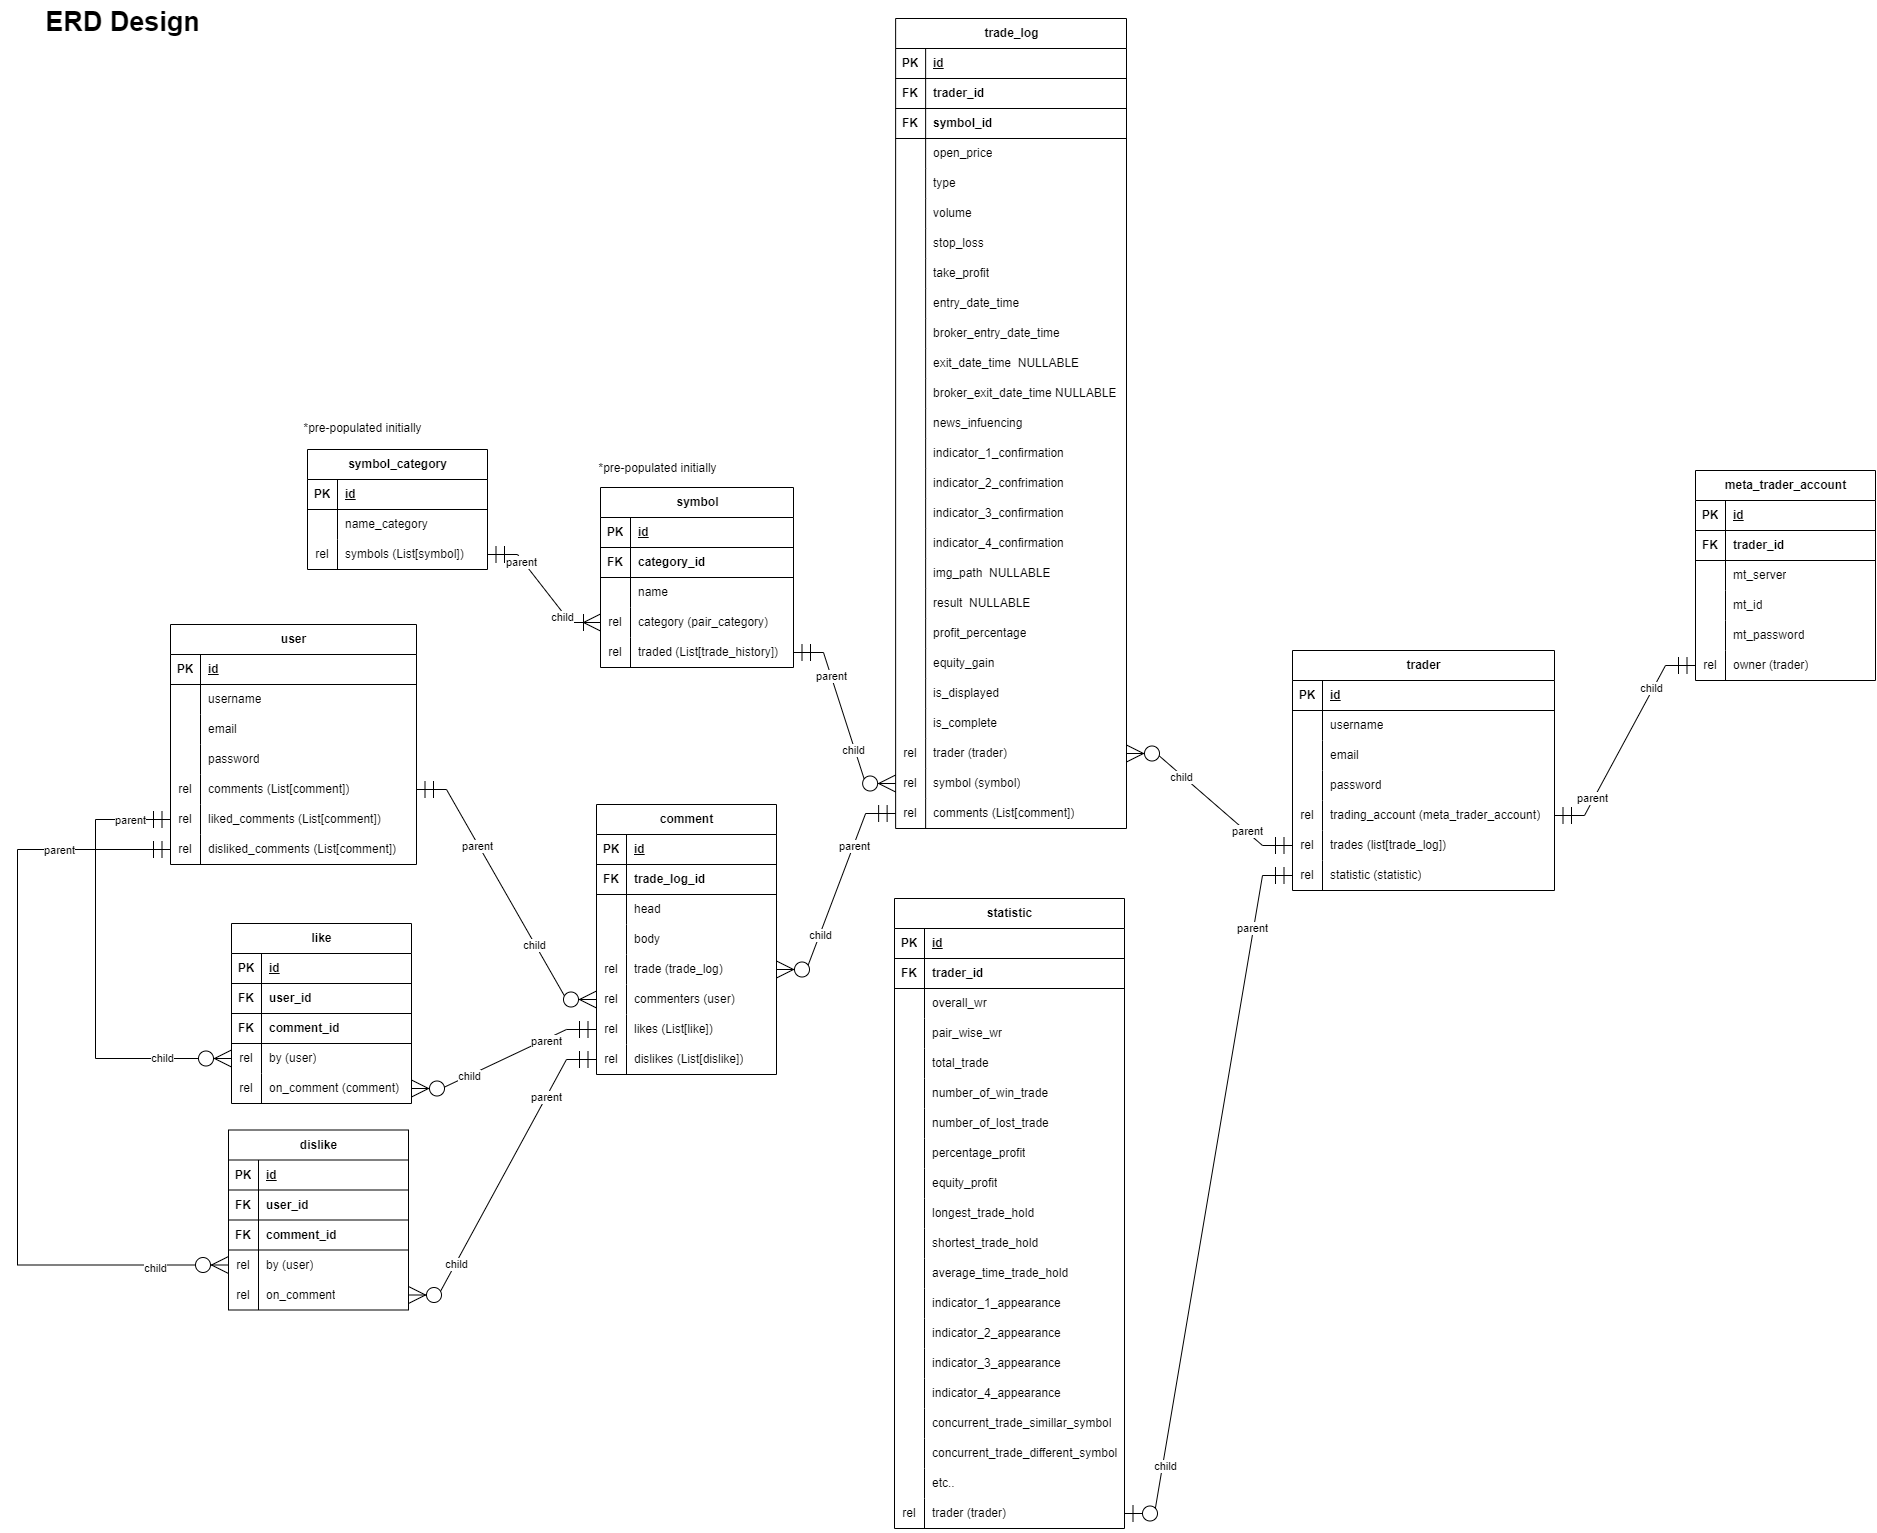 ERD Design
trade_log
PK id
FK trader_id
FK symbol_id
open_price
type
volume
stop_loss
take_profit
entry_date_time
broker_entry_date_time
exit_date_time NULLABLE
broker_exit_date_time NULLABLE
news_infuencing
indicator_1_confirmation
indicator_2_confrimation
indicator_3_confirmation
indicator_4_confirmation
img_path NULLABLE
result NULLABLE
profit_percentage
equity_gain
is_displayed
is_complete
rel trader (trader)
rel symbol (symbol)
rel comments (List[comment])
*pre-populated initially
symbol_category
PK id
name_category
rel symbols (List[symbol])
parent
child
*pre-populated initially
symbol
PK id
FK category_id
name
rel category (pair_category)
rel traded (List[trade_history])
parent
child
user
PK id
username
email
password
rel comments (List[comment])
rel liked_comments (List[comment])
rel disliked_comments (List[comment])
parent
parent
parent
child
comment
PK id
FK trade_log_id
head
body
rel trade (trade_log)
rel commenters (user)
rel likes (List[like])
rel dislikes (List[dislike])
parent
child
parent
child
parent
child
like
PK id
FK user_id
FK comment_id
rel by (user)
rel on_comment (comment)
child
dislike
PK id
FK user_id
FK comment_id
rel by (user)
rel on_comment
child
meta_trader_account
PK id
FK trader_id
mt_server
mt_id
mt_password
rel owner (trader)
child
parent
trader
PK id
username
email
password
rel trading_account (meta_trader_account)
rel trades (list[trade_log])
rel statistic (statistic)
child
parent
parent
child
statistic
PK id
FK trader_id
overall_wr
pair_wise_wr
total_trade
number_of_win_trade
number_of_lost_trade
percentage_profit
equity_profit
longest_trade_hold
shortest_trade_hold
average_time_trade_hold
indicator_1_appearance
indicator_2_appearance
indicator_3_appearance
indicator_4_appearance
concurrent_trade_simillar_symbol
concurrent_trade_different_symbol
etc..
rel trader (trader)